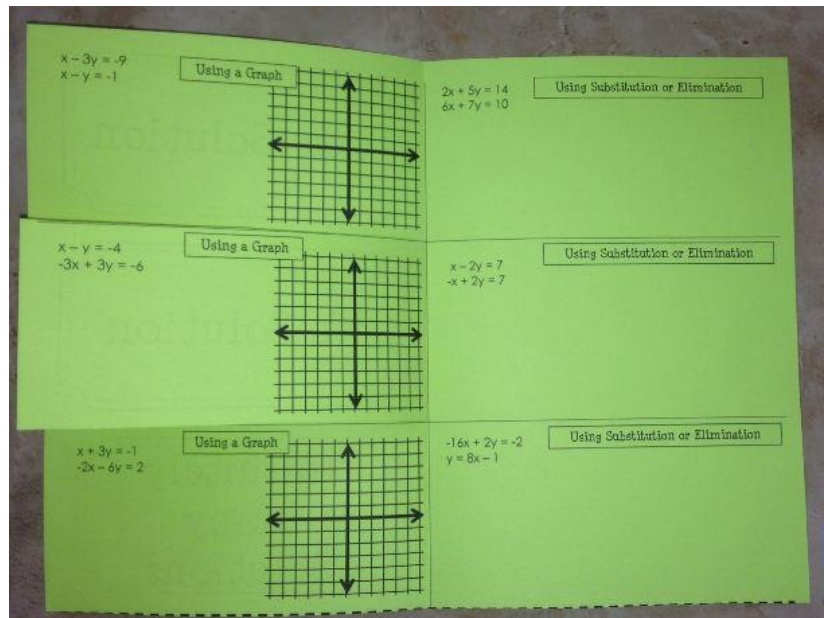 x – 3y = -9
x – y = -1
Using a Graph
2x + 5y = 14
6x + 7y = 10
Using Substitution or Elimination
x – y = -4
-3x + 3y = -6
Using a Graph
x – 2y = 7
-x + 2y = 7
Using Substitution or Elimination
x + 3y = -1
-2x – 6y = 2
Using a Graph
-16x + 2y = -2
y = 8x – 1
Using Substitution or Elimination